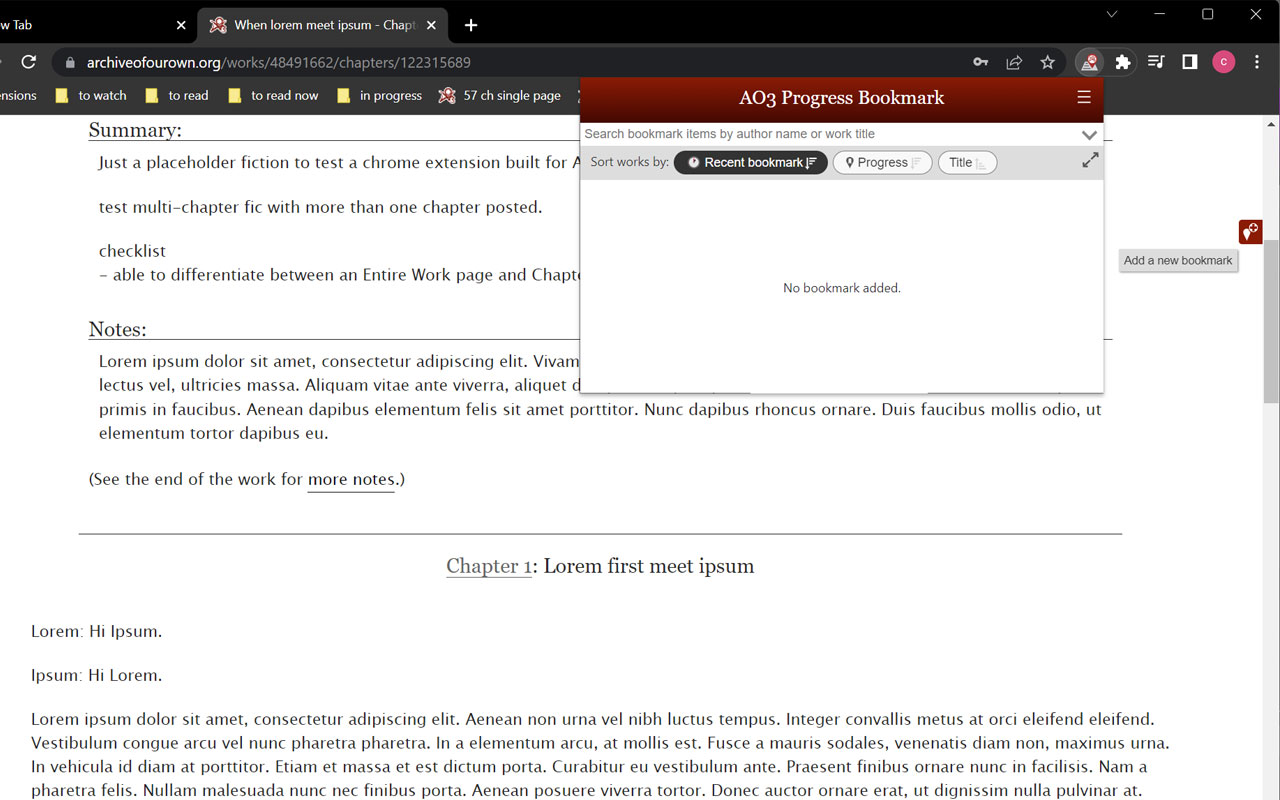 w Tab
When lorem meet ipsum - Chapt
archiveofourown.org/works/48491662/chapters/122315689
c
ensions
to watch
to read
to read now
in progress
57 ch single page
AO3 Progress Bookmark
Search bookmark items by author name or work title
Sort works by:
Recent bookmark
Progress
Title
No bookmark added.
Add a new bookmark
Summary:
Just a placeholder fiction to test a chrome extension built for A
test multi-chapter fic with more than one chapter posted.
checklist
- able to differentiate between an Entire Work page and Chapte
Notes:
Lorem ipsum dolor sit amet, consectetur adipiscing elit. Vivam
lectus vel, ultricies massa. Aliquam vitae ante viverra, aliquet d
primis in faucibus. Aenean dapibus elementum felis sit amet porttitor. Nunc dapibus rhoncus ornare. Duis faucibus mollis odio, ut
elementum tortor dapibus eu.
(See the end of the work for more notes.)
Chapter 1: Lorem first meet ipsum
Lorem: Hi Ipsum.
Ipsum: Hi Lorem.
Lorem ipsum dolor sit amet, consectetur adipiscing elit. Aenean non urna vel nibh luctus tempus. Integer convallis metus at orci eleifend eleifend.
Vestibulum congue arcu vel nunc pharetra pharetra. In a elementum arcu, at mollis est. Fusce a mauris sodales, venenatis diam non, maximus urna.
In vehicula id diam at porttitor. Etiam et massa et est dictum porta. Curabitur eu vestibulum ante. Praesent finibus ornare nunc in facilisis. Nam a
pharetra felis. Nullam malesuada nunc nec finibus porta. Aenean posuere viverra tortor. Donec auctor ornare erat, ut dignissim nulla pulvinar at.